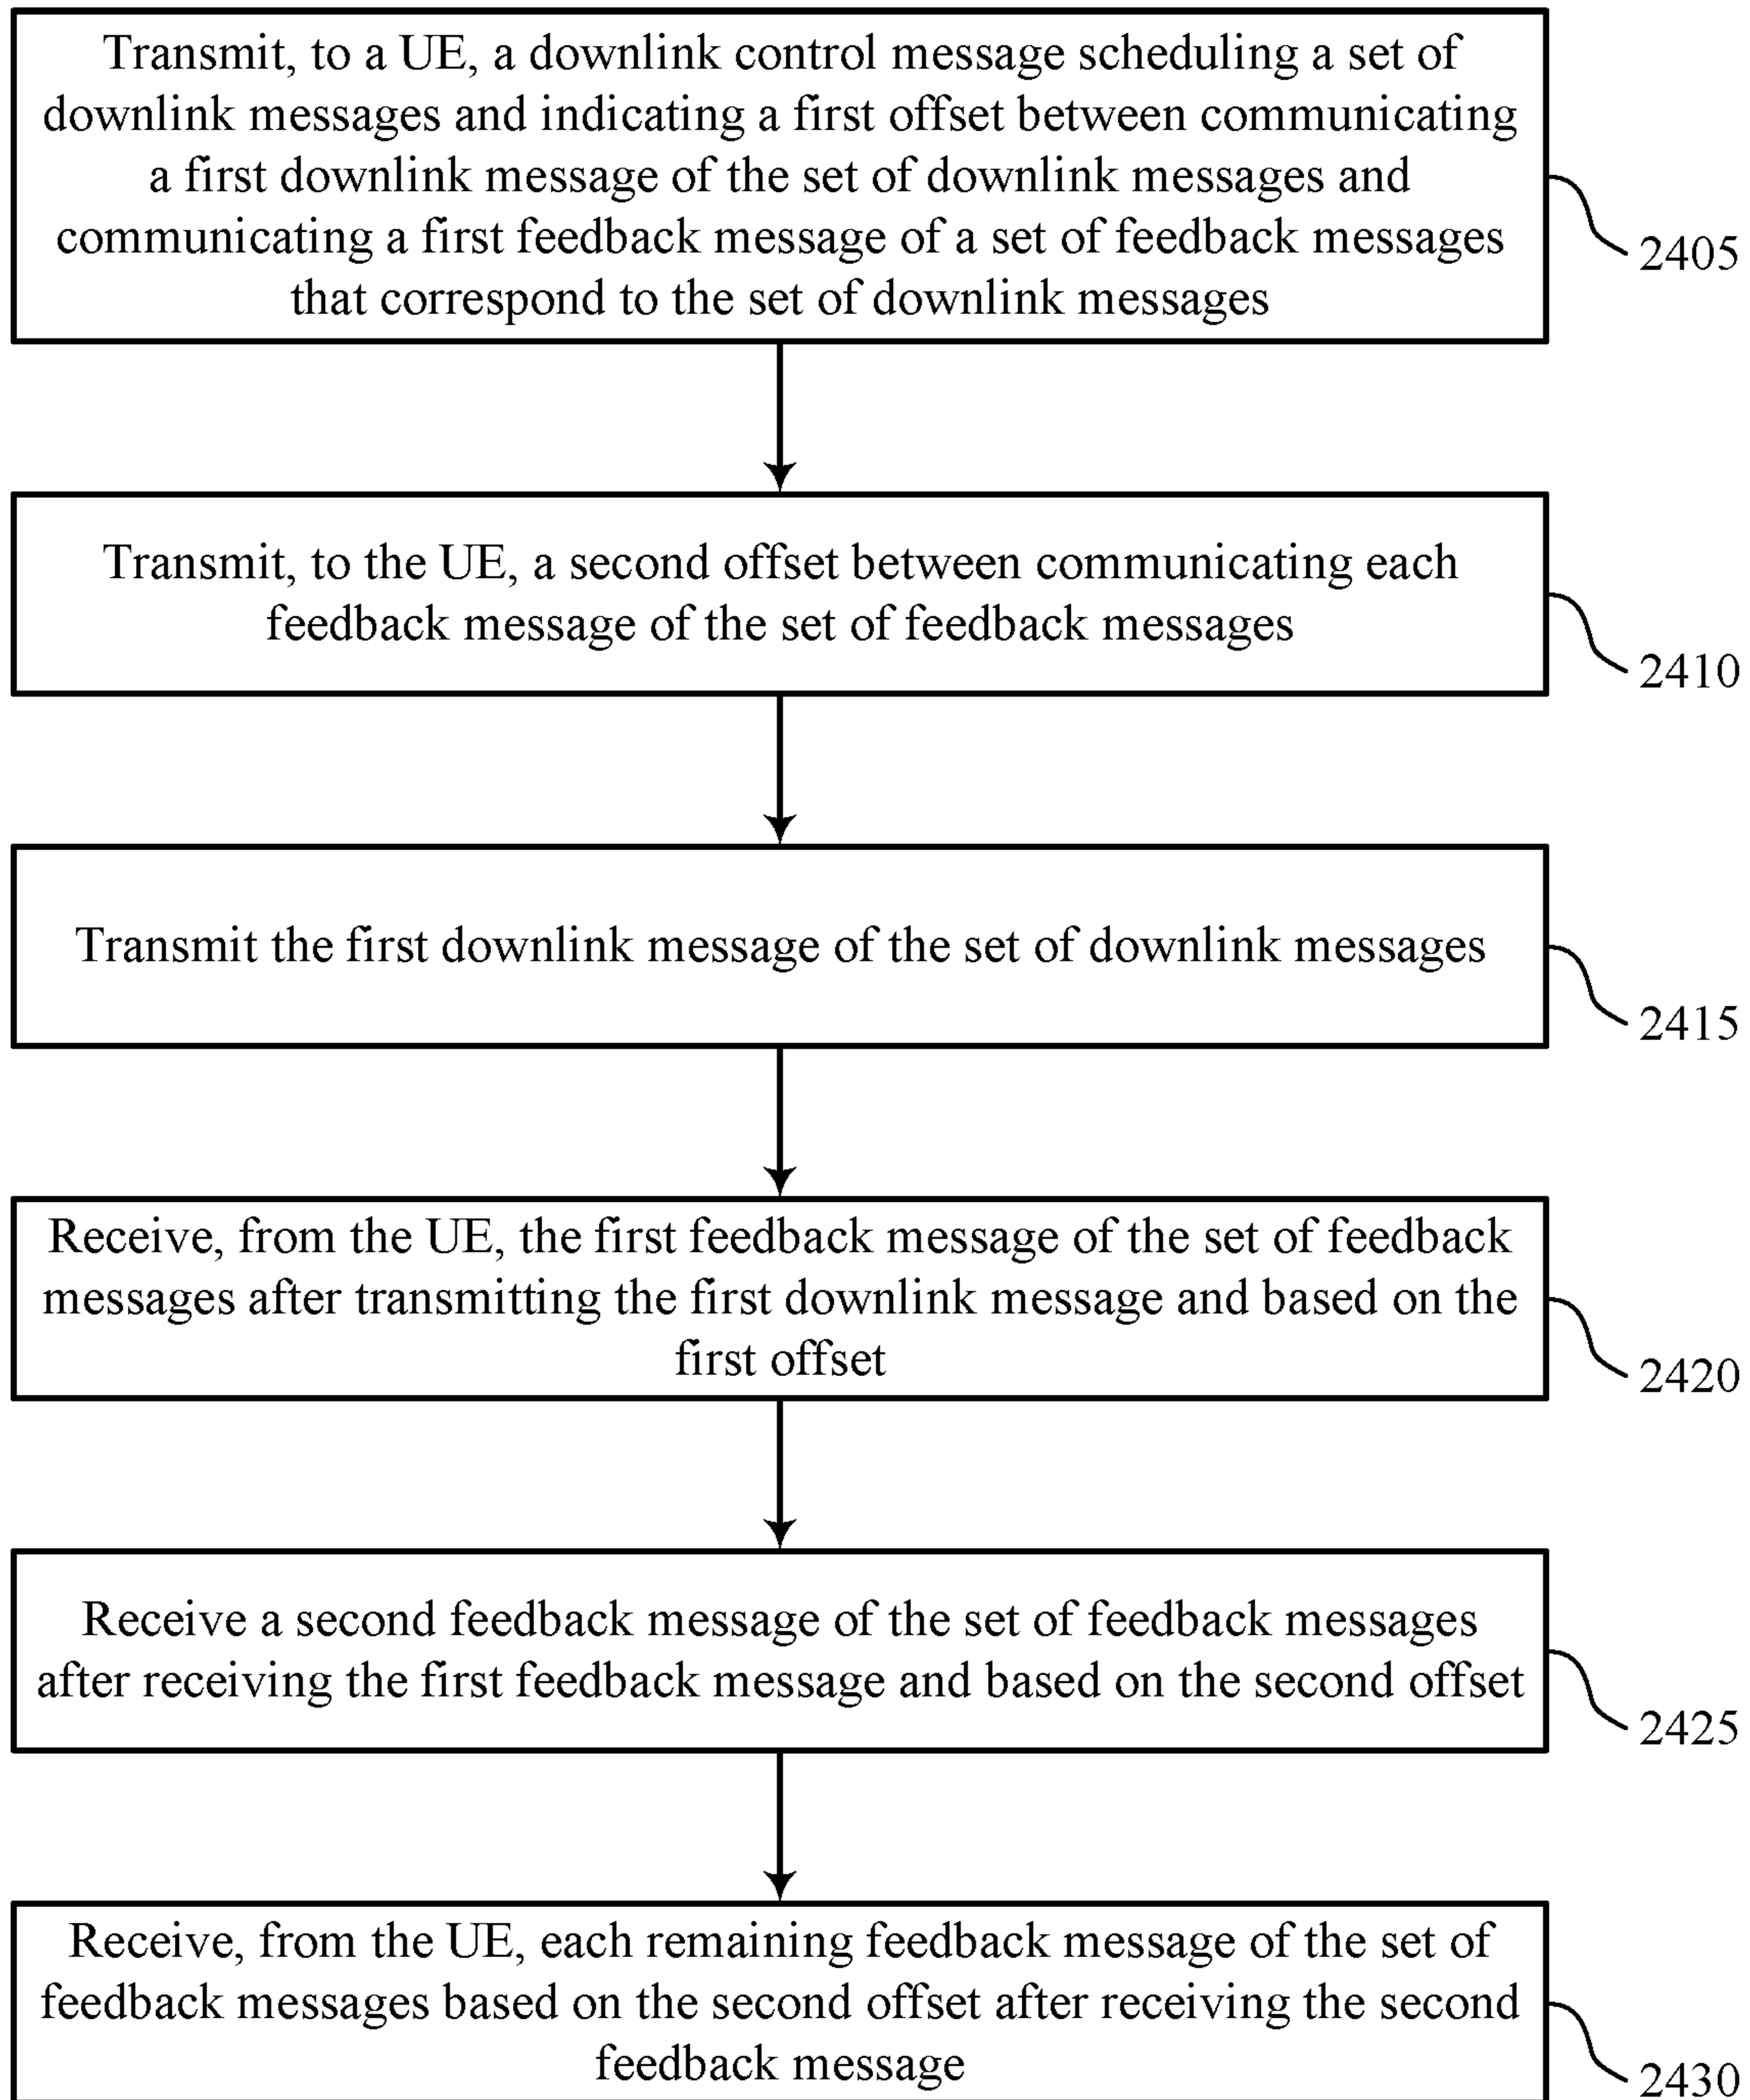 Transmit, to a UE, a downlink control message scheduling a set of
downlink messages and indicating a first offset between communicating
a first downlink message of the set of downlink messages and
communicating a first feedback message of a set of feedback messages
that correspond to the set of downlink messages
2405
Transmit, to the UE, a second offset between communicating each
feedback message of the set of feedback messages
2410
Transmit the first downlink message of the set of downlink messages
2415
Receive, from the UE, the first feedback message of the set of feedback
messages after transmitting the first downlink message and based on the
first offset
2420
Receive a second feedback message of the set of feedback messages
after receiving the first feedback message and based on the second offset
2425
Receive, from the UE, each remaining feedback message of the set of
feedback messages based on the second offset after receiving the second
feedback message
2430